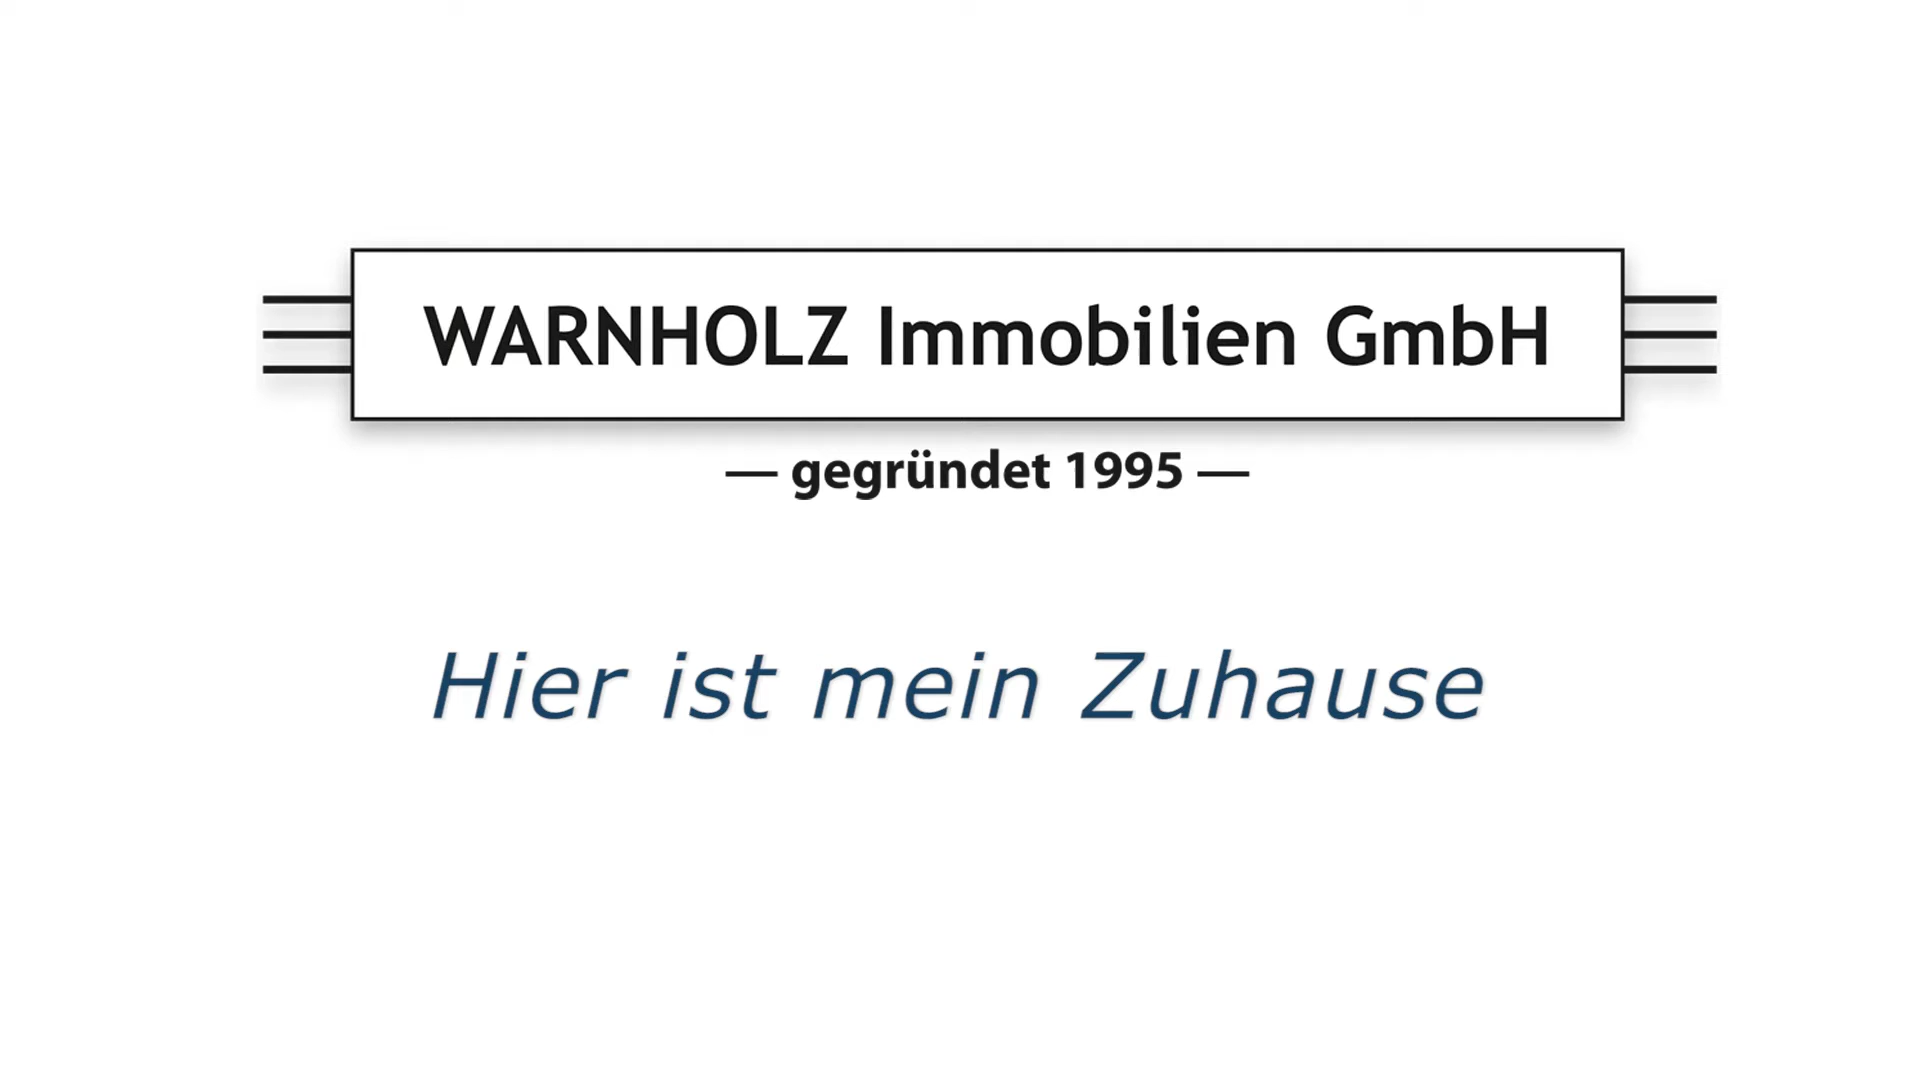 WARNHOLZ Immobilien GmbH
— gegründet 1995 —
Hier ist mein Zuhause